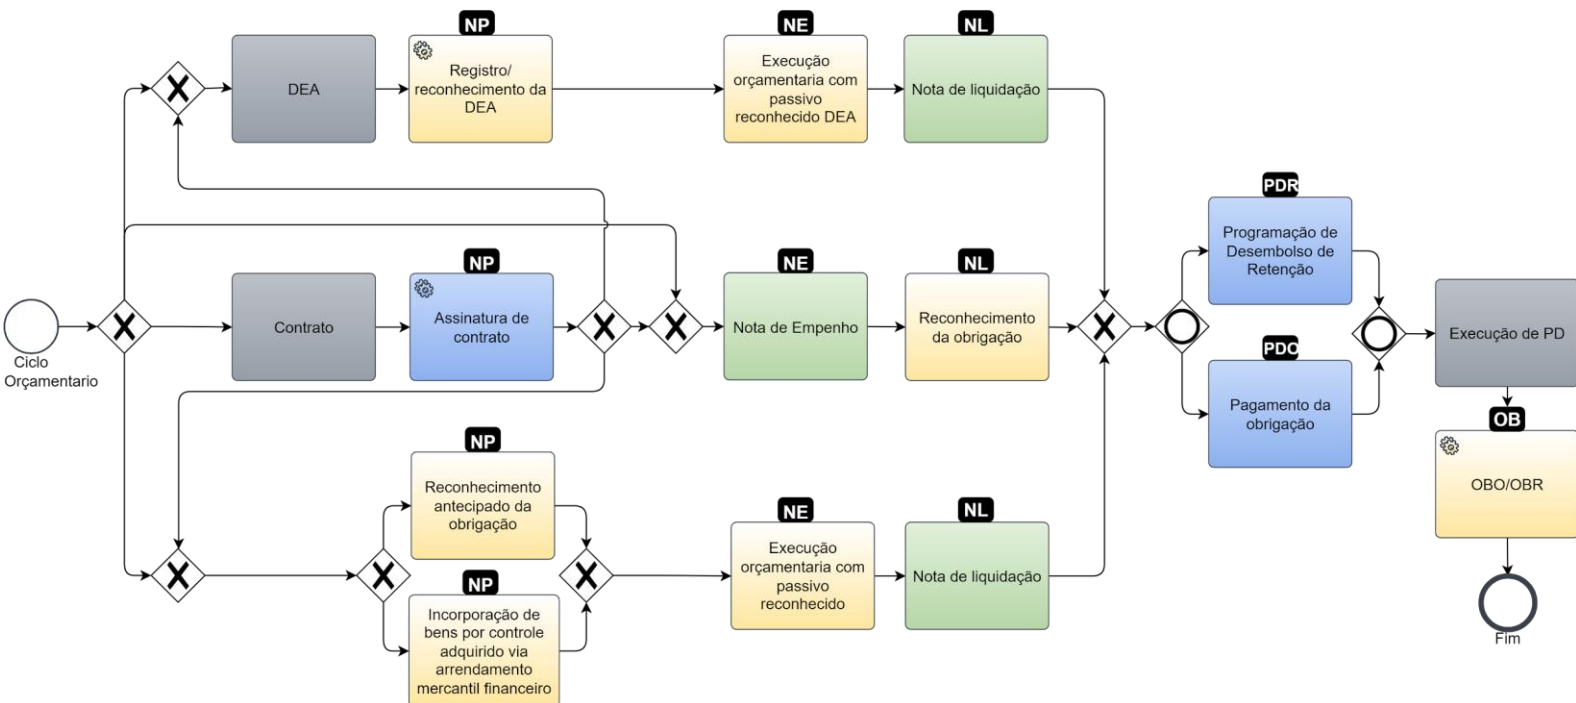 NP
NE
NL
DEA
Registro/
reconhecimento da
DEA
Execução
orçamentaria com
passivo
reconhecido DEA
Nota de liquidação
PDR
Programação de
Desembolso de
Retenção
NP
NE
NL
Ciclo
Orçamentario
Contrato
Assinatura de
contrato
Nota de Empenho
Reconhecimento
da obrigação
Execução de PD
PDO
Pagamento da
obrigação
OB
OBO/OBR
Fim
NP
Reconhecimento
antecipado da
obrigação
NP
Incorporação de
bens por controle
adquirido via
arrendamento
mercantil financeiro
NE
Execução
orçamentaria com
passivo
reconhecido
NL
Nota de liquidação